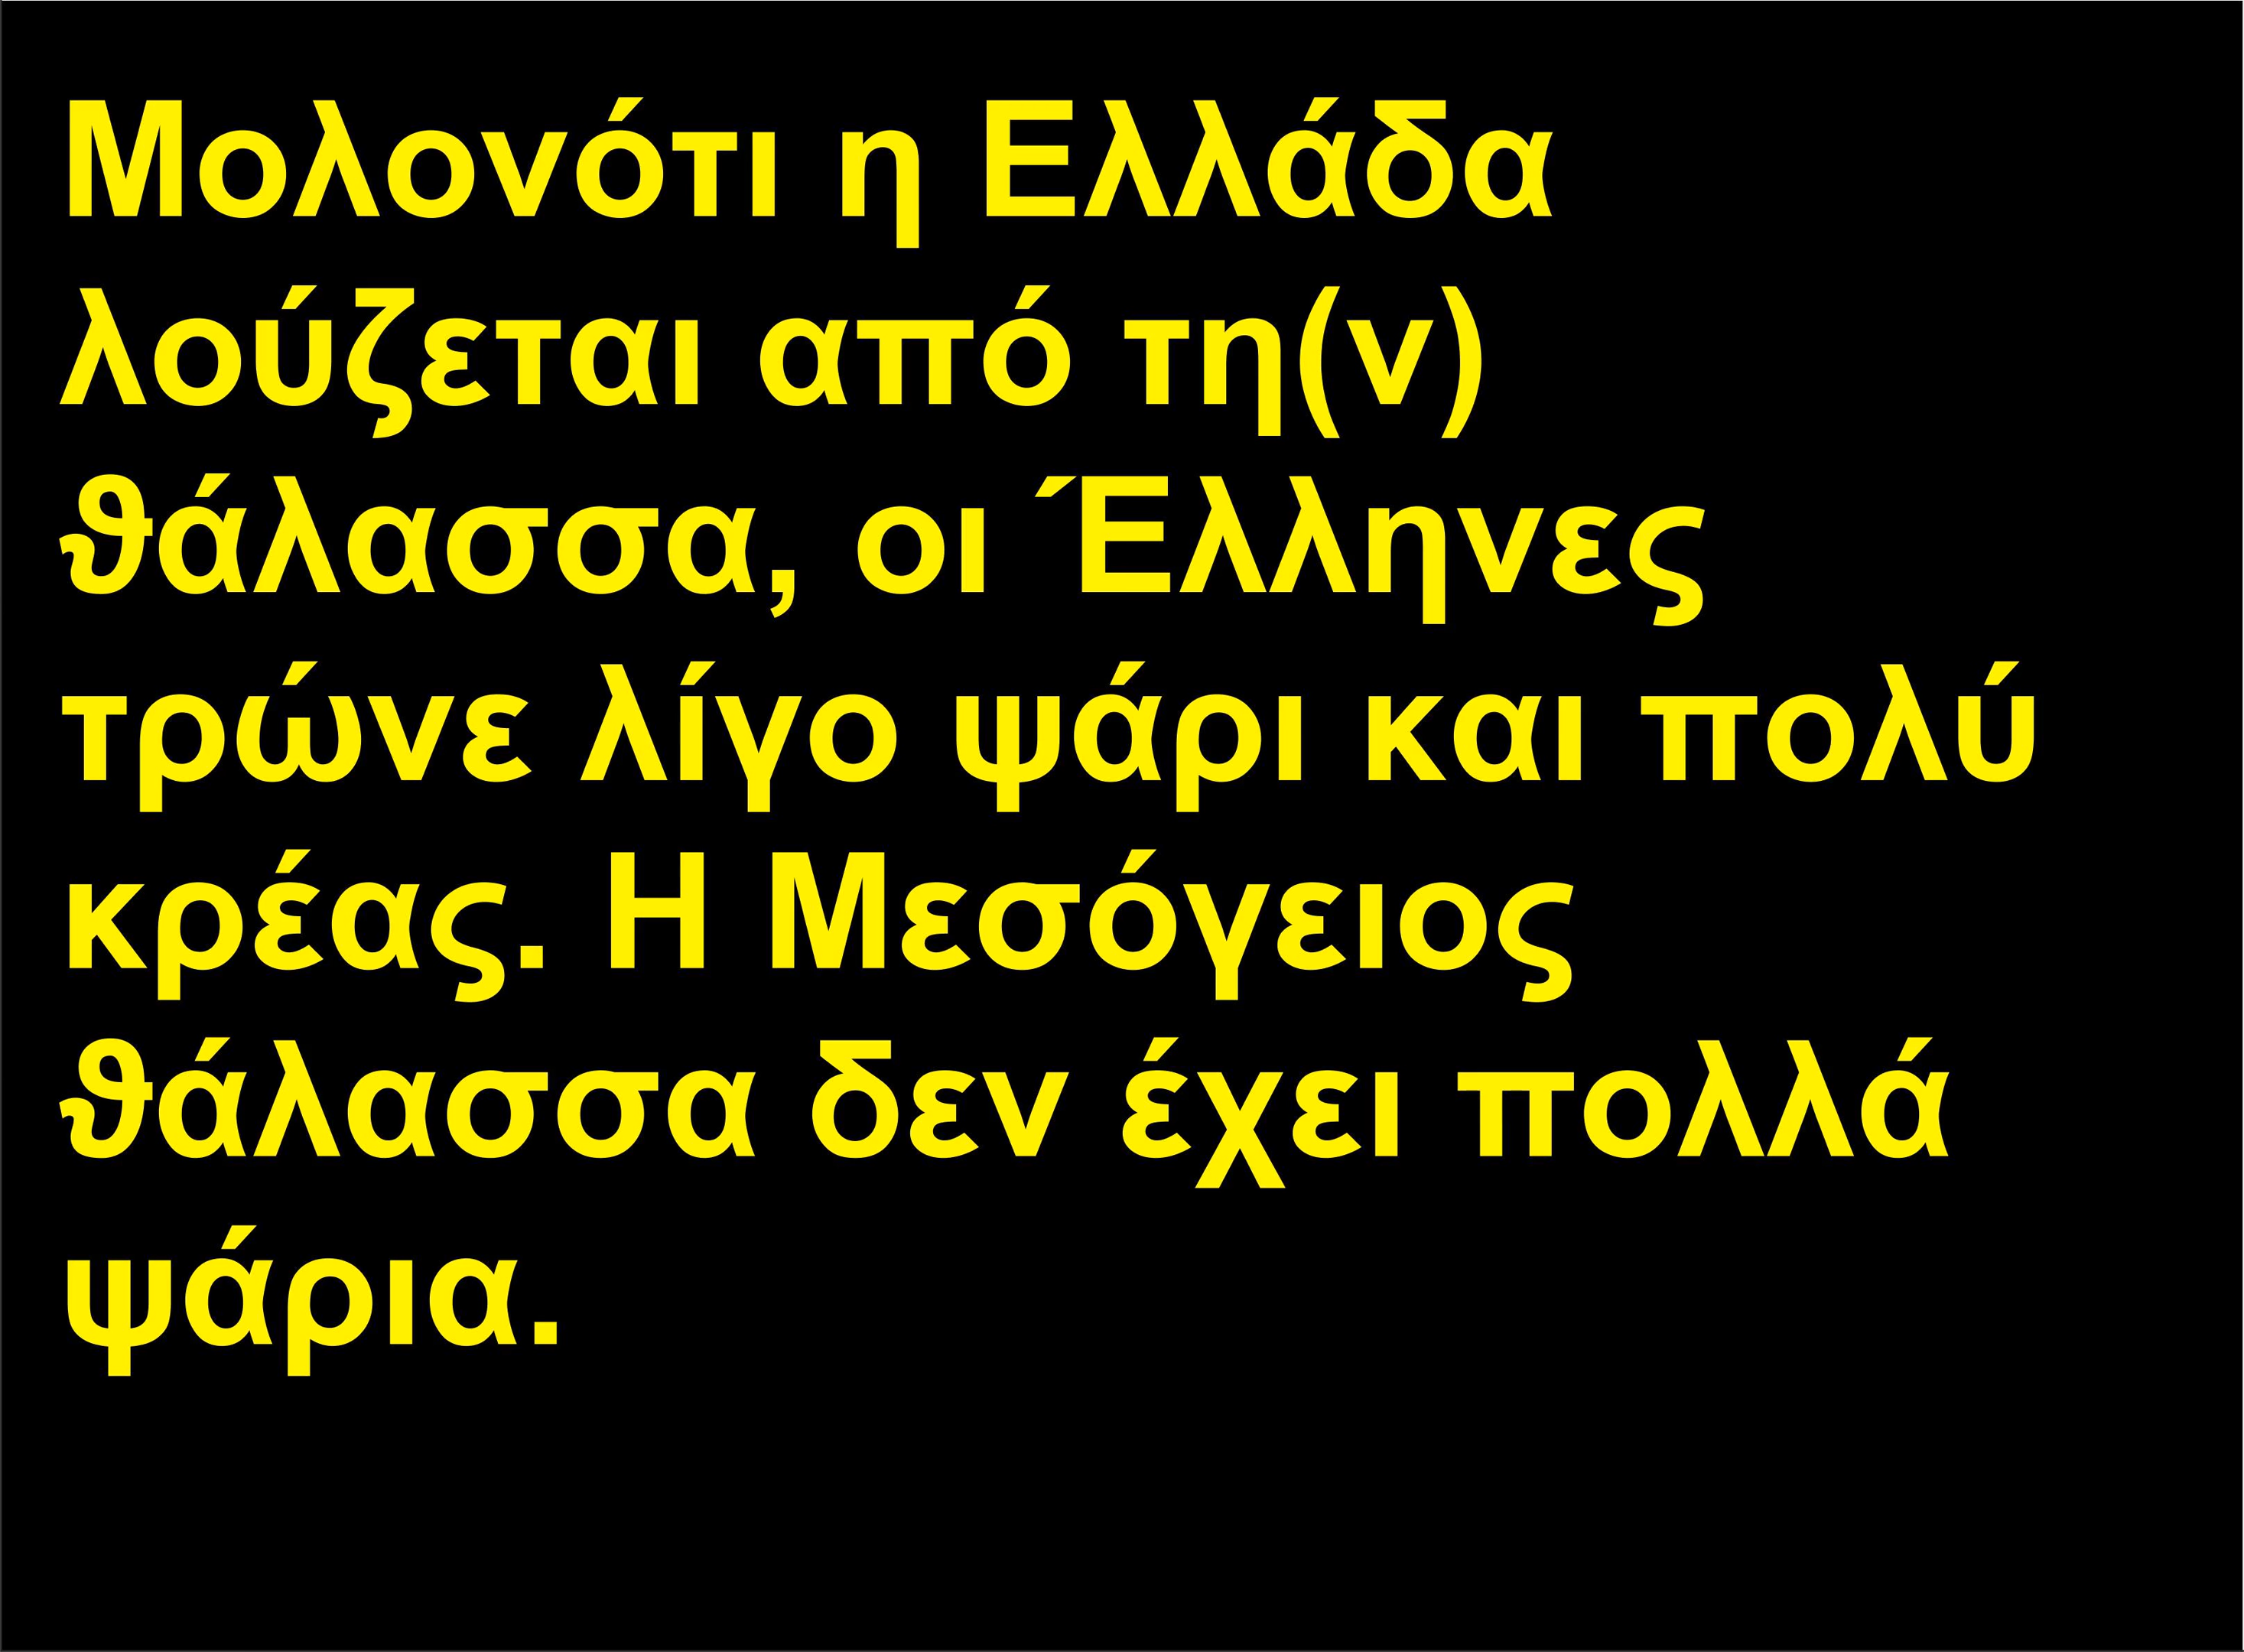 Μολονότι η Ελλάδα
λούζεται από τη(ν)
ϑάλασσα, οι Έλληνες
τρώνε λίγο ψάρι και πολύ
κρέας. Η Μεσόγειος
ϑάλασσα δεν έχει πολλά
ψάρια.